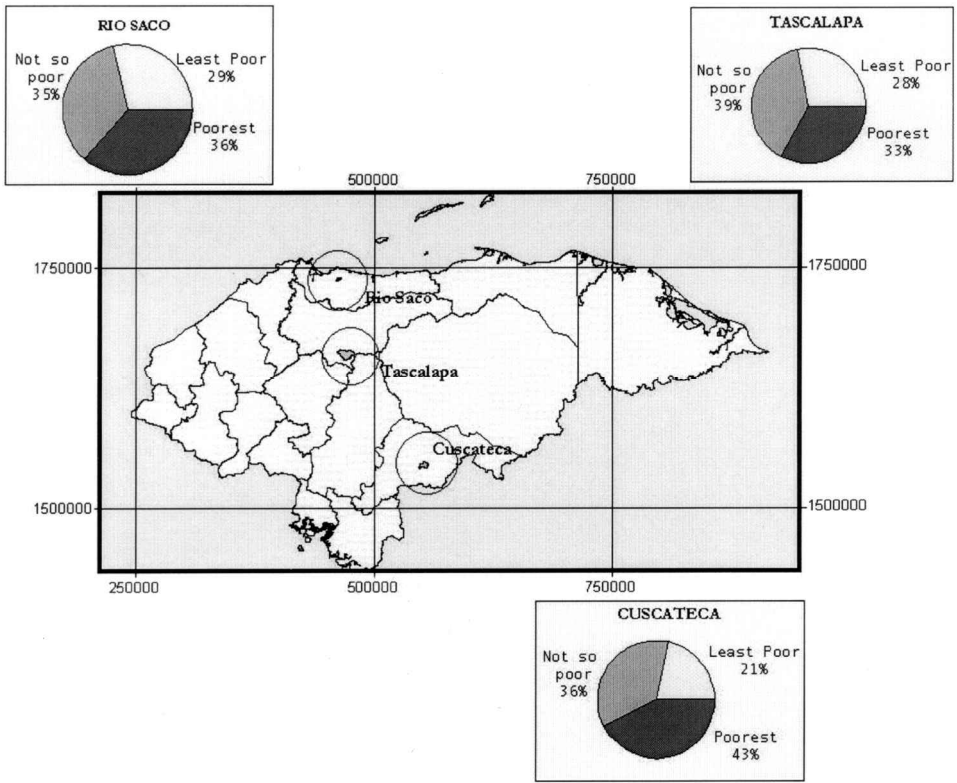 RIO SACO
Not so
poor
35%
Least Poor
29%
Poorest
36%
TASCALAPA
Not so
poor
39%
Least Poor
28%
Poorest
33%
500000
750000
1750000
1750000
Rio Saco
Tascalapa
Cuscateca
1500000
1500000
250000
500000
750000
CUSCATECA
Not so
poor
36%
Least Poor
21%
Poorest
43%